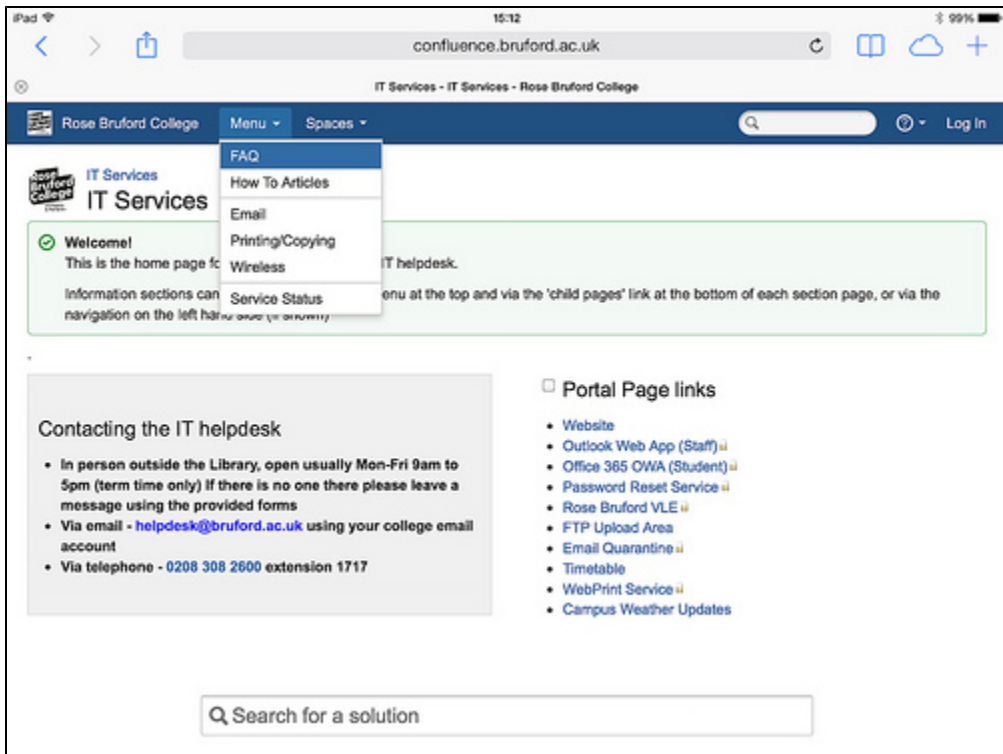 iPad 15:12 99%
confluence.bruford.ac.uk
IT Services - IT Services - Rose Bruford College
Rose Bruford College Menu Spaces Log In
FAQ
How To Articles
Email
Printing/Copying
Wireless
Service Status
Rose Bruford College
IT Services
IT Services
Welcome!
This is the home page fo T helpdesk.
Information sections can enu at the top and via the 'child pages' link at the bottom of each section page, or via the
navigation on the left hand side (if shown)
Contacting the IT helpdesk
• In person outside the Library, open usually Mon-Fri 9am to
5pm (term time only) If there is no one there please leave a
message using the provided forms
• Via email - helpdesk@bruford.ac.uk using your college email
account
• Via telephone - 0208 308 2600 extension 1717
Portal Page links
• Website
• Outlook Web App (Staff)
• Office 365 OWA (Student)
• Password Reset Service
• Rose Bruford VLE
• FTP Upload Area
• Email Quarantine
• Timetable
• WebPrint Service
• Campus Weather Updates
Search for a solution